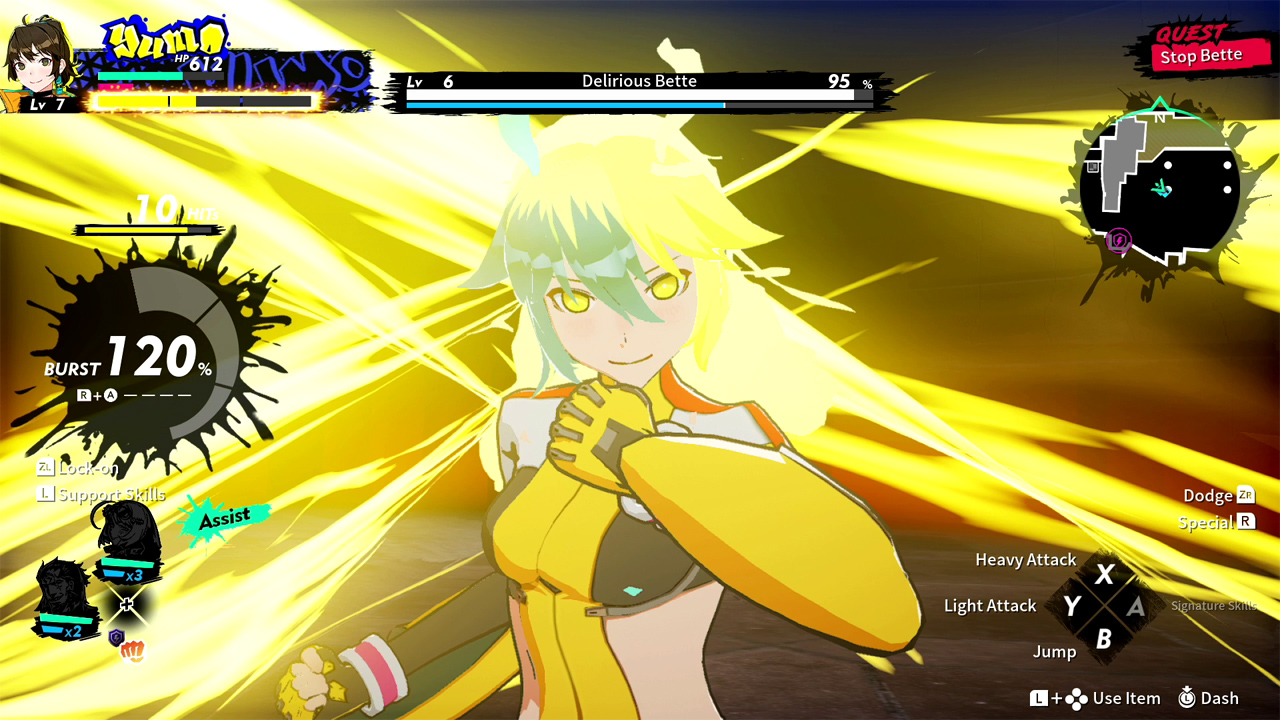 Yumo
HP 612
Lv 7
Lv 6 Delirious Bette 95 %
QUEST
Stop Bette
N
10 HITs
BURST 120 %
R + A
ZL Lock-on
L Support Skills
Assist
x3
x2
Dodge ZR
Special R
Heavy Attack X
Light Attack Y
A Signature Skills
B
Jump
L + Use Item
L Dash